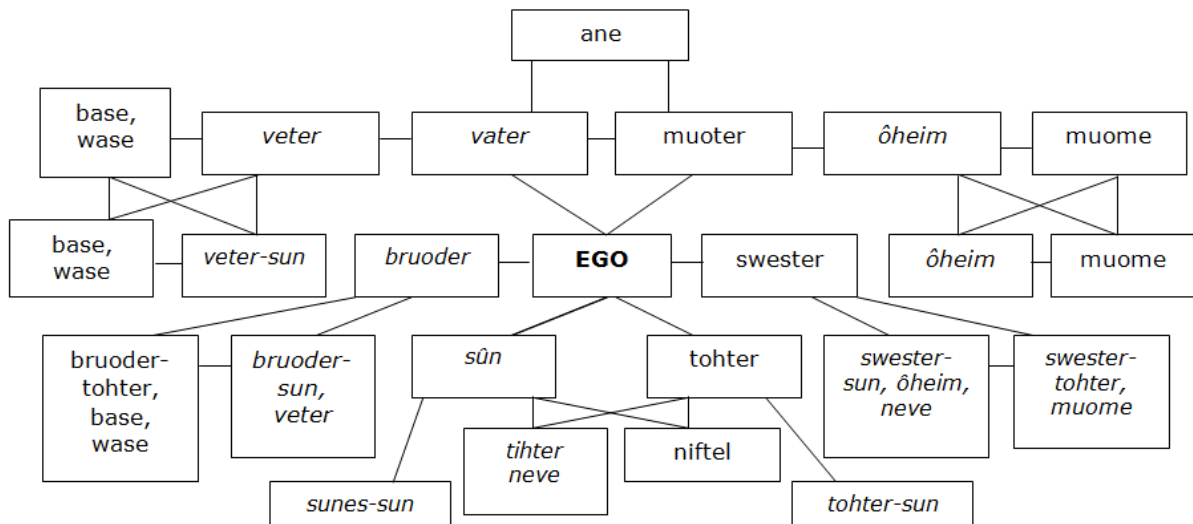 ane
base,
wase
veter
vater
muoter
ôheim
muome
base,
wase
veter-sun
bruoder
EGO
swester
ôheim
muome
bruoder-
tohter,
base,
wase
bruoder-
sun,
veter
sûn
tohter
swester-
sun, ôheim,
neve
swester-
tohter,
muome
tihter
neve
niftel
sunes-sun
tohter-sun